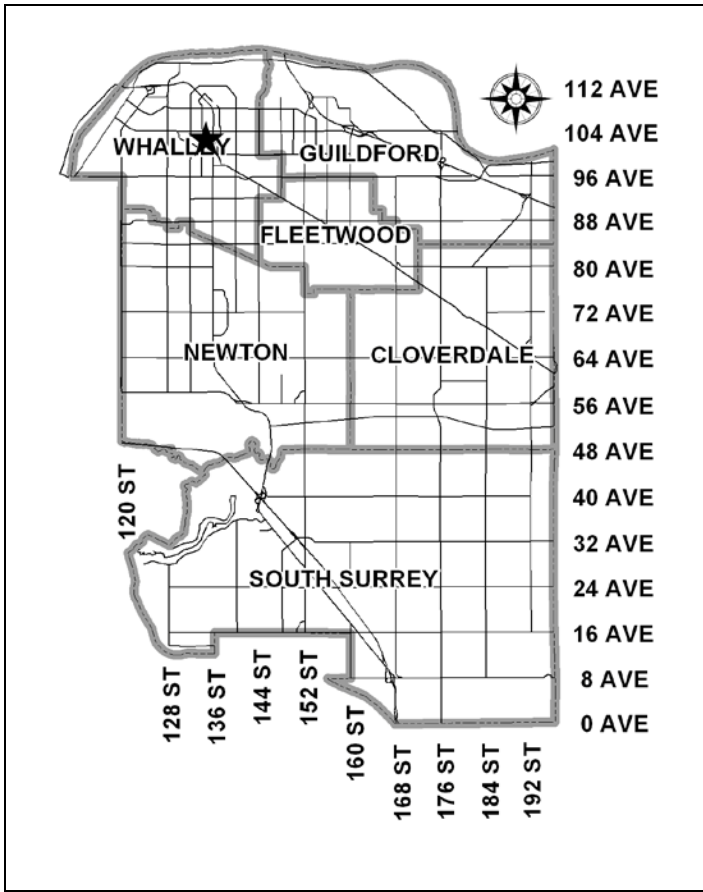 112 AVE
104 AVE
WHALLEY
GUILDFORD
96 AVE
88 AVE
FLEETWOOD
80 AVE
72 AVE
NEWTON
CLOVERDALE
64 AVE
56 AVE
48 AVE
120 ST
40 AVE
32 AVE
SOUTH SURREY
24 AVE
16 AVE
8 AVE
0 AVE
128 ST
136 ST
144 ST
152 ST
160 ST
168 ST
176 ST
184 ST
192 ST